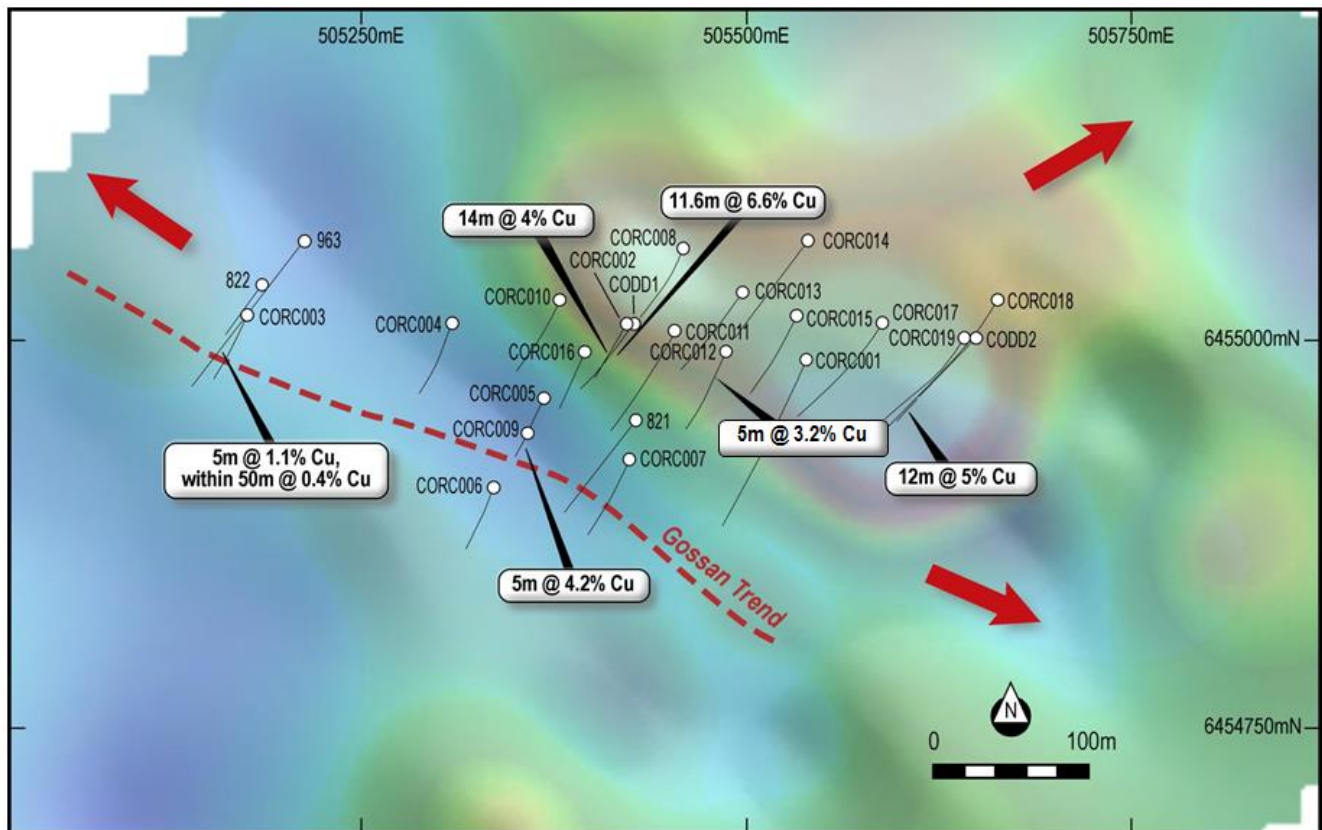 505250mE
505500mE
505750mE
11.6m @ 6.6% Cu
14m @ 4% Cu
963
CORC008
CORC014
CORC002
822
CODD1
CORC010
CORC013
CORC018
CORC003
CORC004
CORC015
CORC017
CORC011
CORC019
CODD2
6455000mN
CORC016
CORC012
CORC001
CORC005
821
CORC009
5m @ 3.2% Cu
5m @ 1.1% Cu,
within 50m @ 0.4% Cu
CORC007
12m @ 5% Cu
CORC006
Gossan Trend
5m @ 4.2% Cu
N
6454750mN
0
100m